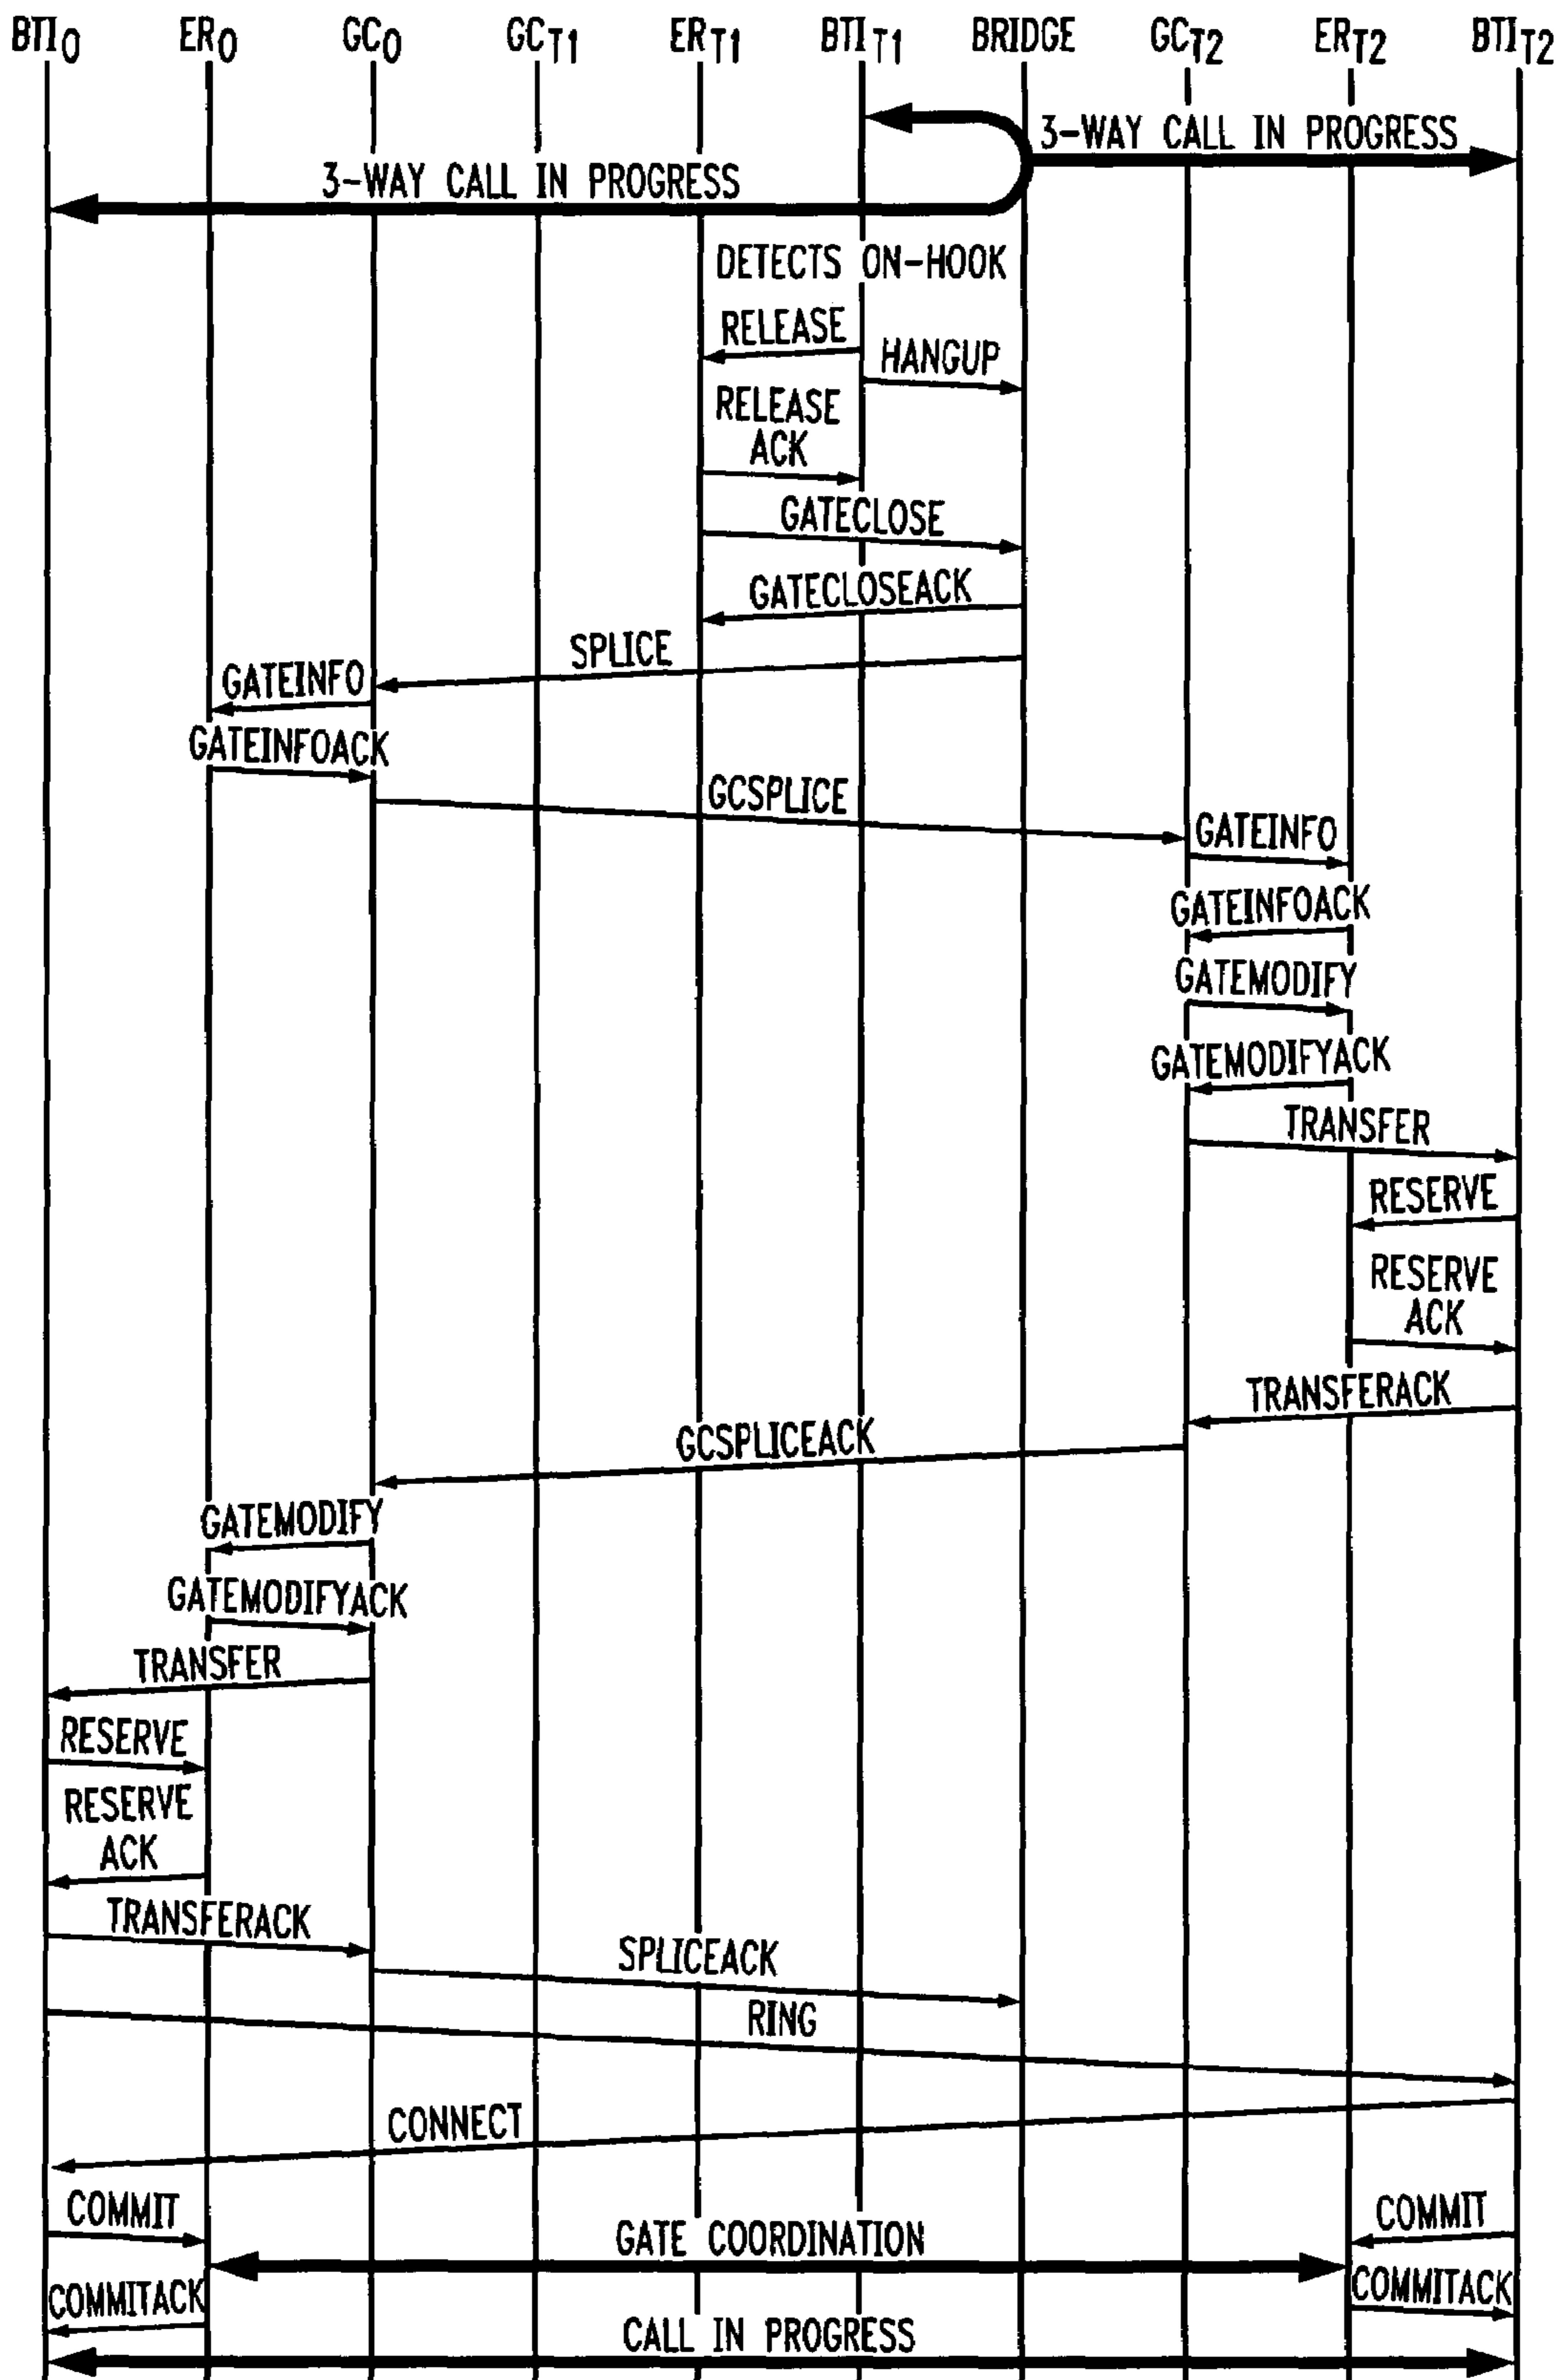 BTI0 ER0 GC0 GCT1 ERT1 BTIT1 BRIDGE GCT2 ERT2 BTIT2
3-WAY CALL IN PROGRESS
3-WAY CALL IN PROGRESS
DETECTS ON-HOOK
RELEASE
HANGUP
RELEASE
ACK
GATECLOSE
GATECLOSEACK
SPLICE
GATEINFO
GATEINFOACK
GCSPLICE
GATEINFO
GATEINFOACK
GATEMODIFY
GATEMODIFYACK
TRANSFER
RESERVE
RESERVE
ACK
TRANSFERACK
GCSPLICEACK
GATEMODIFY
GATEMODIFYACK
TRANSFER
RESERVE
RESERVE
ACK
TRANSFERACK
SPLICEACK
RING
CONNECT
COMMIT
COMMIT
GATE COORDINATION
COMMITACK
COMMITACK
CALL IN PROGRESS